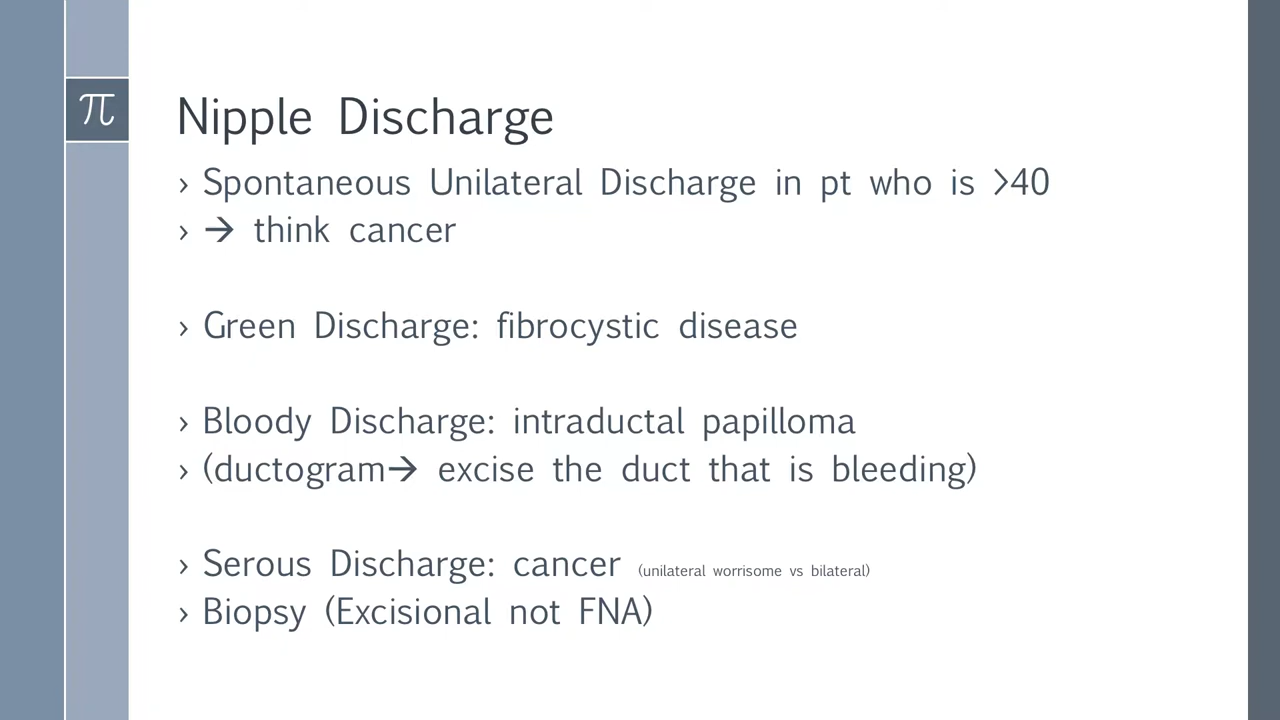 π
Nipple Discharge
› Spontaneous Unilateral Discharge in pt who is >40
› → think cancer
› Green Discharge: fibrocystic disease
› Bloody Discharge: intraductal papilloma
› (ductogram→ excise the duct that is bleeding)
› Serous Discharge: cancer (unilateral worrisome vs bilateral)
› Biopsy (Excisional not FNA)